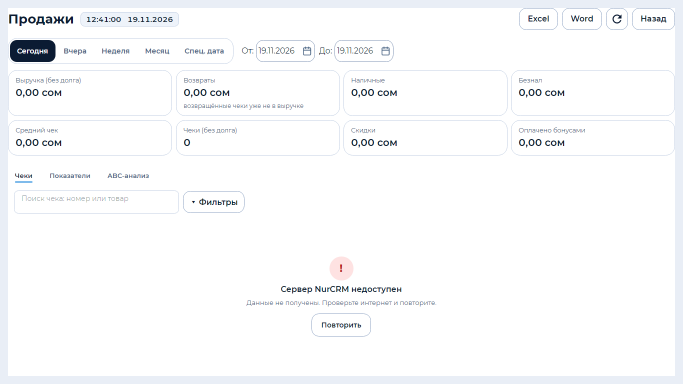 Продажи
12:41:00 19.11.2026
Excel
Word
Назад
Сегодня
Вчера
Неделя
Месяц
Спец. дата
От: 19.11.2026
До: 19.11.2026
Выручка (без долга)
0,00 сом
Возвраты
0,00 сом
возвращённые чеки уже не в выручке
Наличные
0,00 сом
Безнал
0,00 сом
Средний чек
0,00 сом
Чеки (без долга)
0
Скидки
0,00 сом
Оплачено бонусами
0,00 сом
Чеки
Показатели
ABC-анализ
Поиск чека: номер или товар
Фильтры
!
Сервер NurCRM недоступен
Данные не получены. Проверьте интернет и повторите.
Повторить